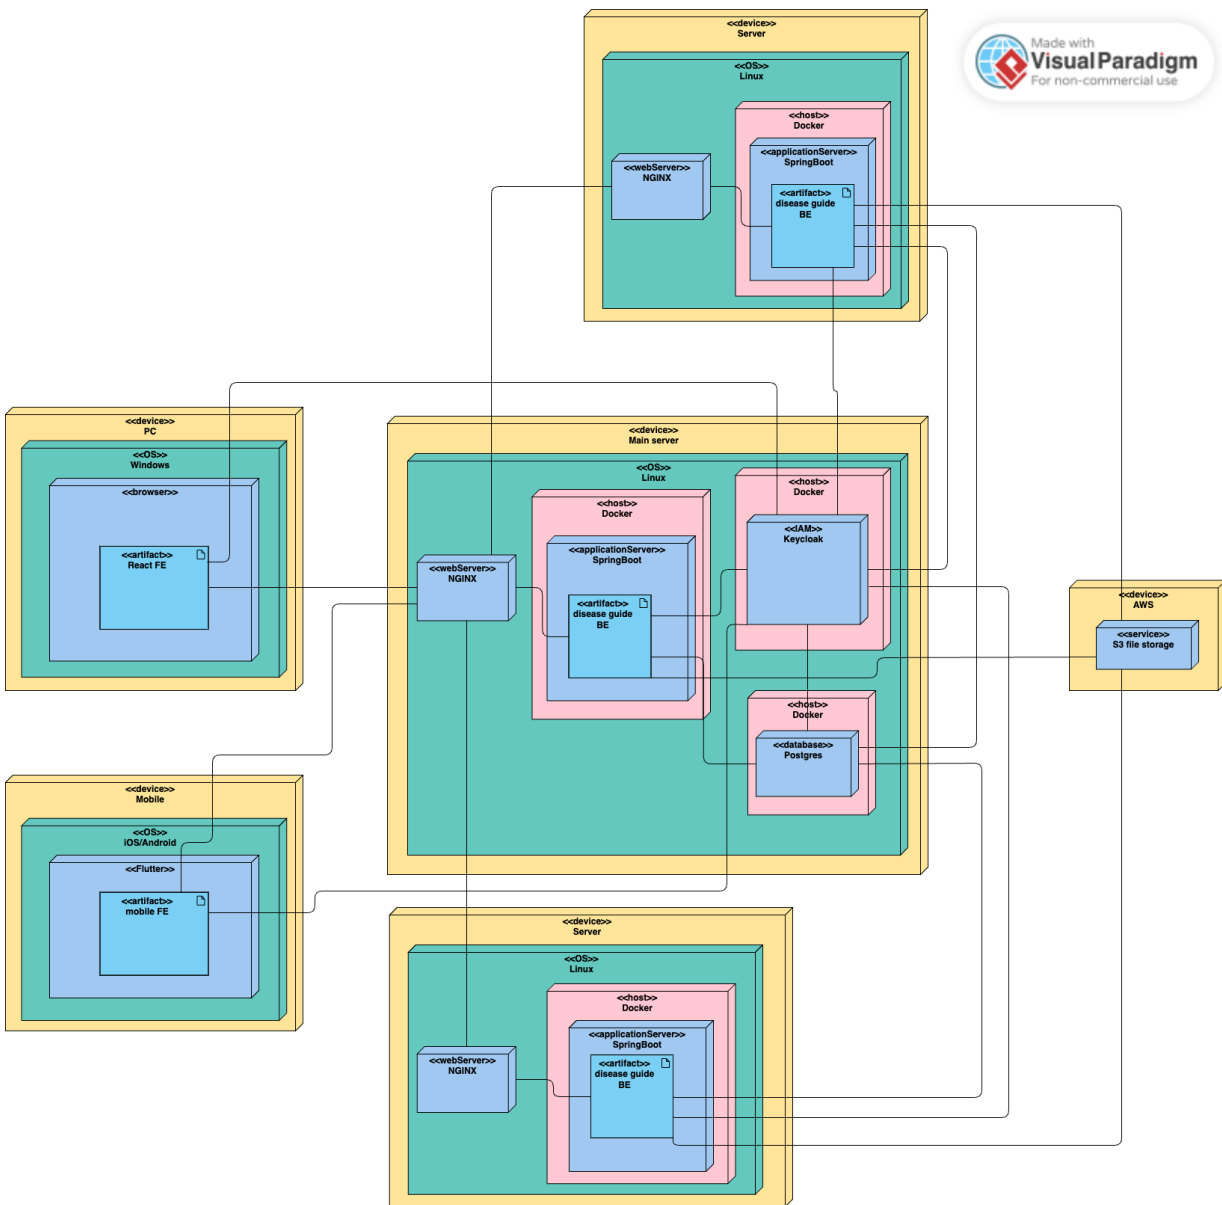 <<device>>
Server
<<OS>>
Linux
<<host>>
Docker
<<applicationServer>>
SpringBoot
<<webServer>>
NGINX
<<artifact>>
disease guide
BE
Made with
Visual Paradigm
For non-commercial use
<<device>>
PC
<<OS>>
Windows
<<browser>>
<<artifact>>
React FE
<<device>>
Main server
<<OS>>
Linux
<<host>>
Docker
<<applicationServer>>
SpringBoot
<<webServer>>
NGINX
<<artifact>>
disease guide
BE
<<host>>
Docker
<<IAM>>
Keycloak
<<host>>
Docker
<<database>>
Postgres
<<device>>
AWS
<<service>>
S3 file storage
<<device>>
Mobile
<<OS>>
iOS/Android
<<Flutter>>
<<artifact>>
mobile FE
<<device>>
Server
<<OS>>
Linux
<<host>>
Docker
<<applicationServer>>
SpringBoot
<<webServer>>
NGINX
<<artifact>>
disease guide
BE